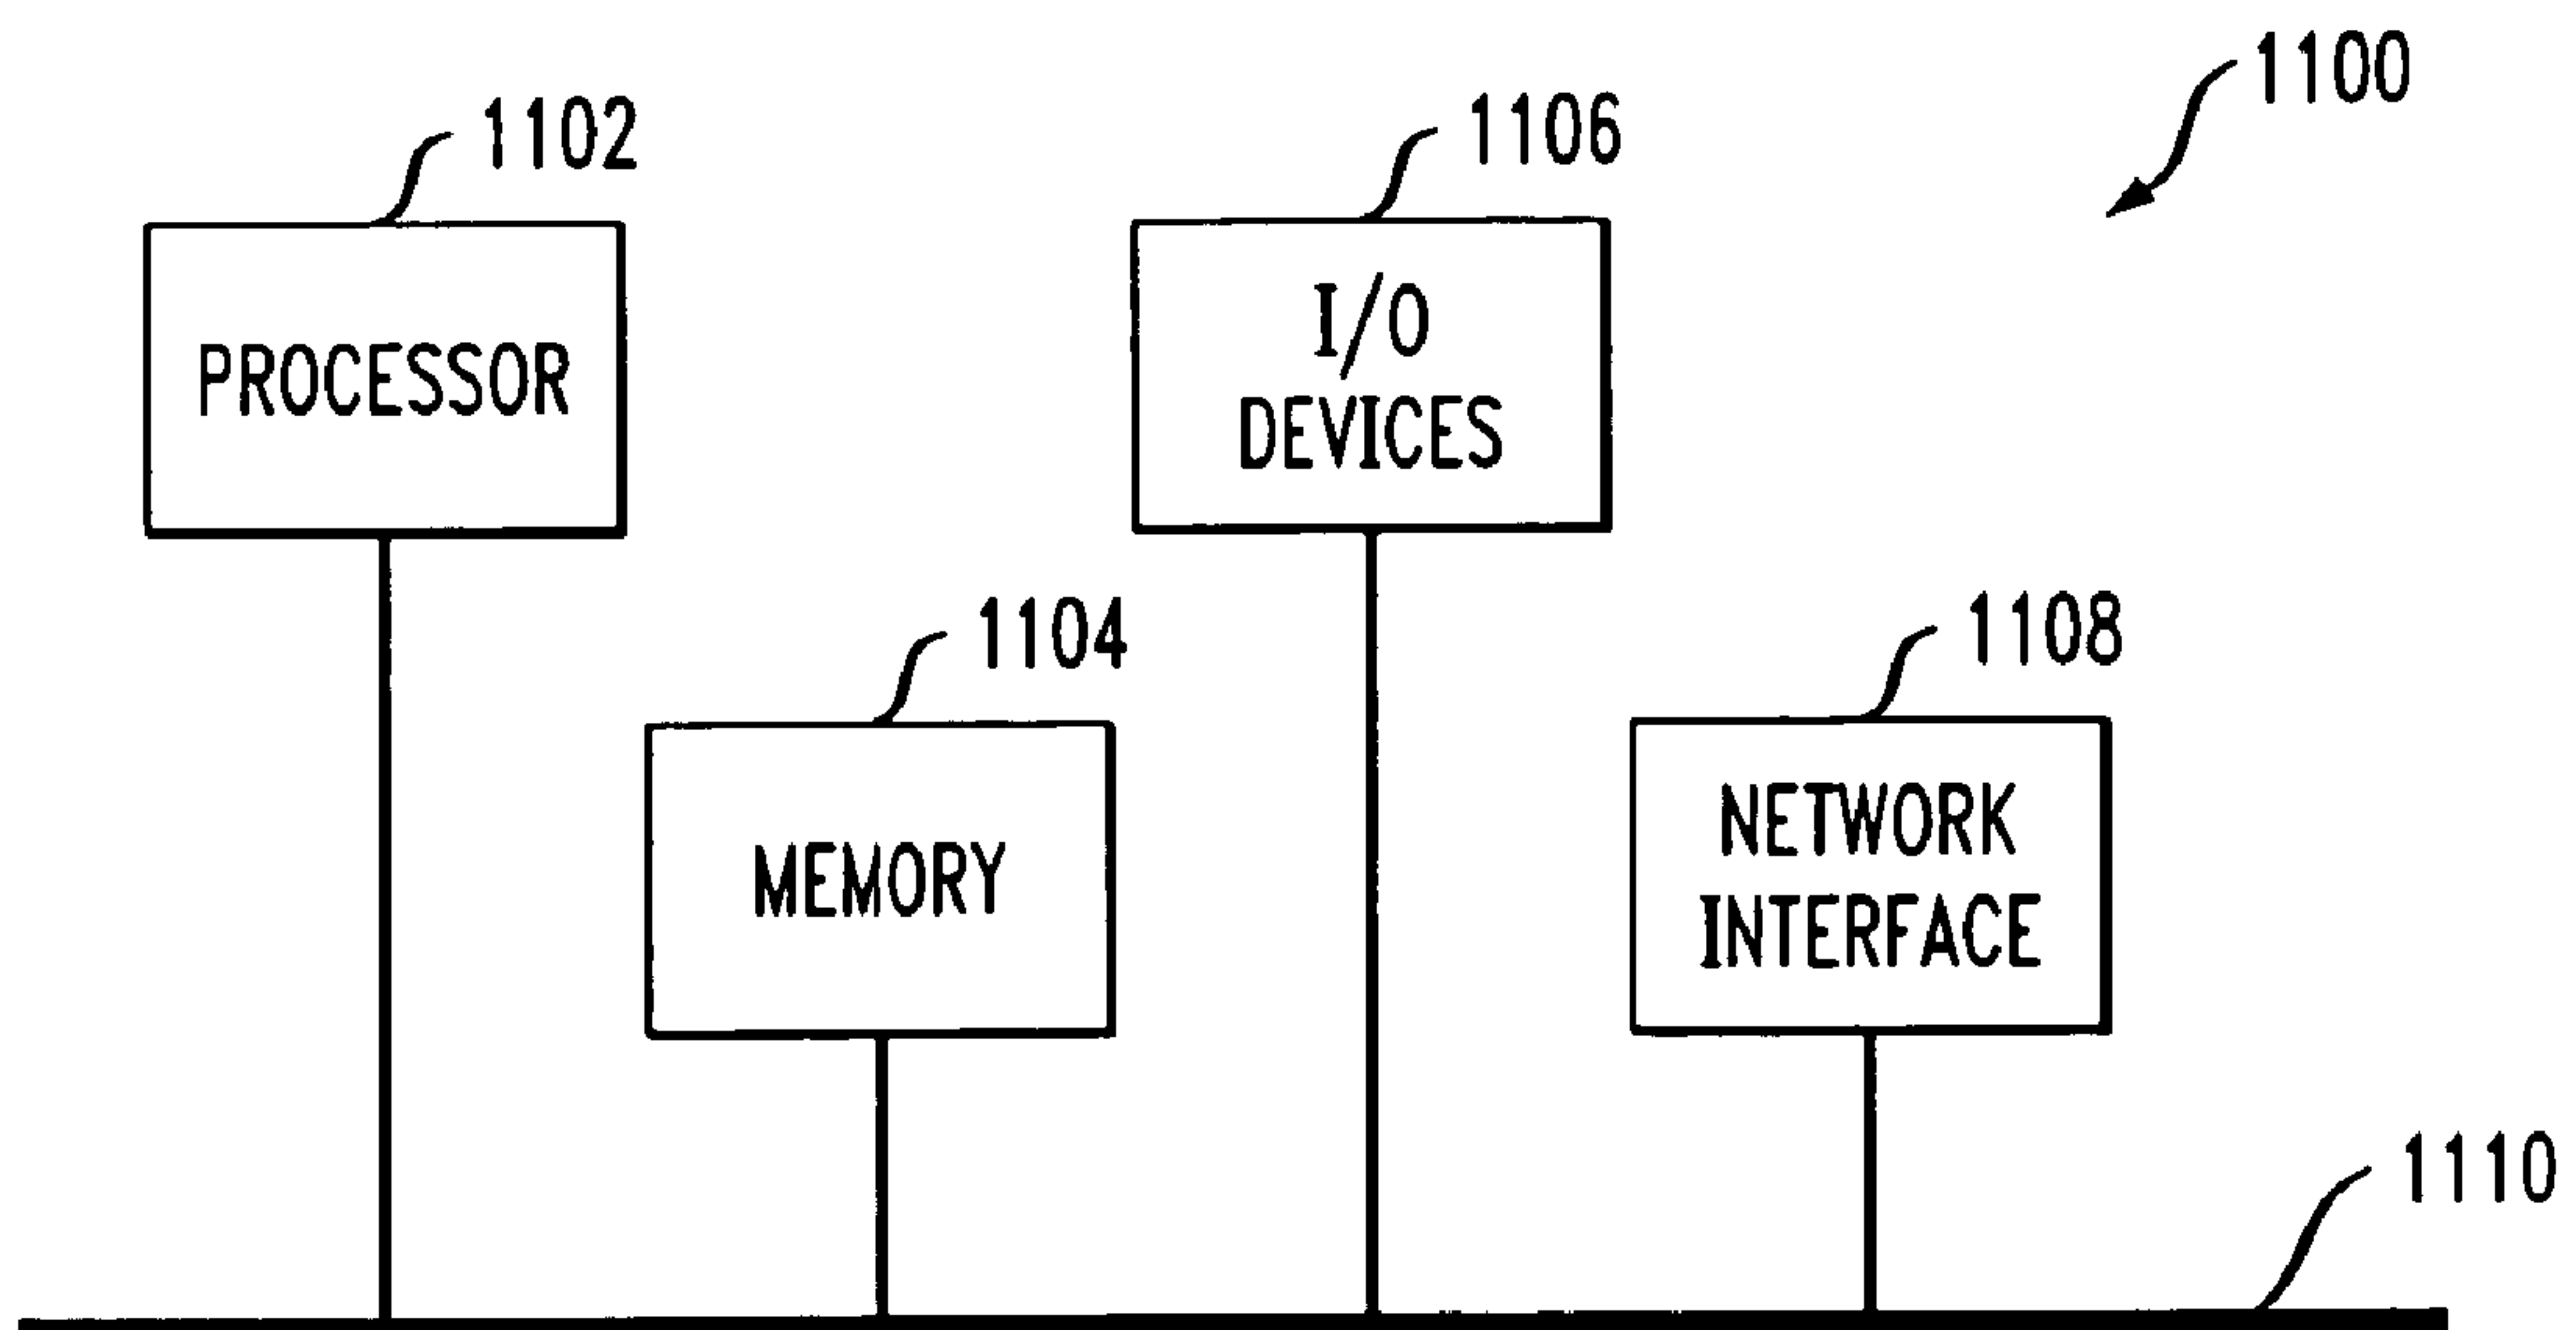 1100
1102
1106
PROCESSOR
I/O
DEVICES
1104
1108
MEMORY
NETWORK
INTERFACE
1110